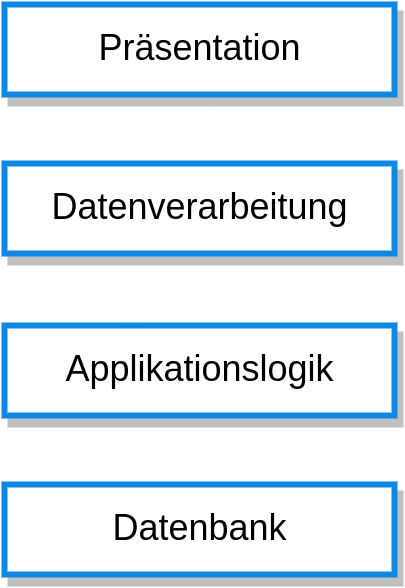 Präsentation
Datenverarbeitung
Applikationslogik
Datenbank